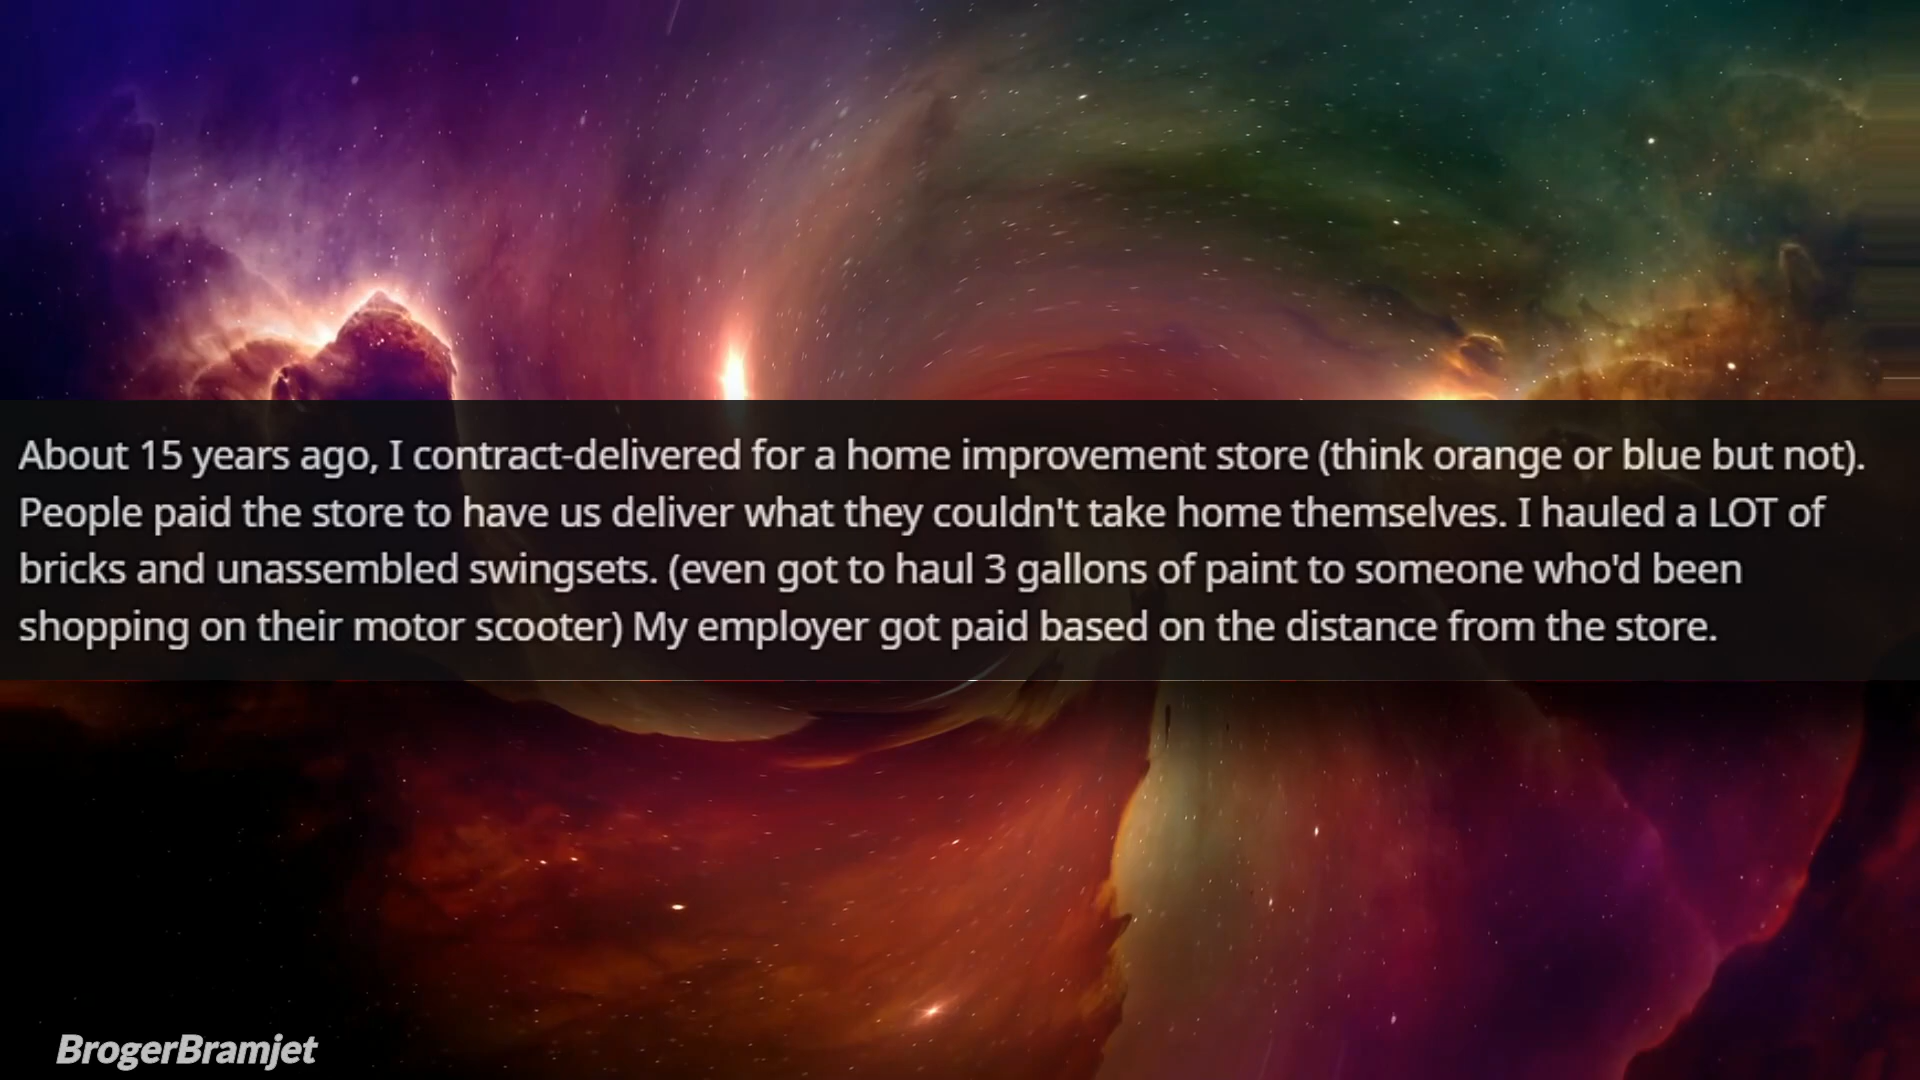 About 15 years ago, I contract-delivered for a home improvement store (think orange or blue but not).
People paid the store to have us deliver what they couldn't take home themselves. I hauled a LOT of
bricks and unassembled swingsets. (even got to haul 3 gallons of paint to someone who'd been
shopping on their motor scooter) My employer got paid based on the distance from the store.
BrogerBramjet